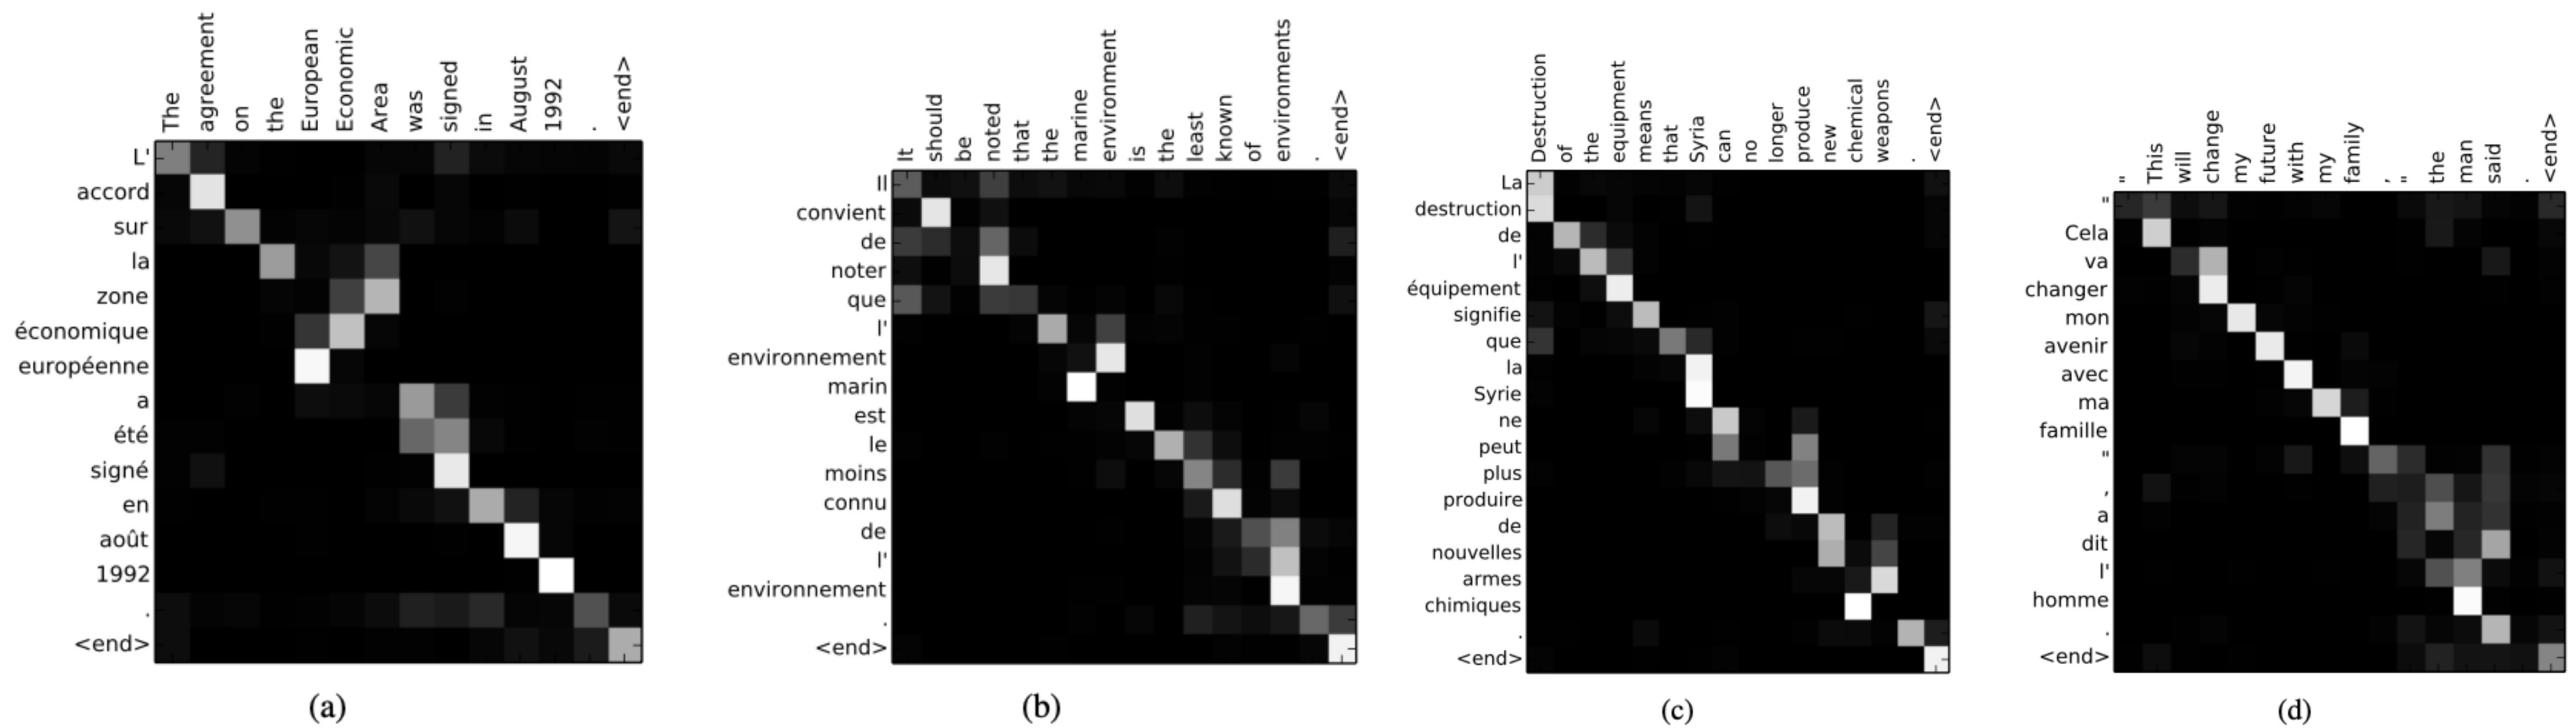 The agreement on the European Economic Area was signed in August 1992 . <end>
L'
accord
sur
la
zone
économique
européenne
a
été
signé
en
août
1992
.
<end>
(a)
It should be noted that the marine environment is the least known of environments . <end>
Il
convient
de
noter
que
l'
environnement
marin
est
le
moins
connu
de
l'
environnement
.
<end>
(b)
Destruction of the equipment means that Syria can no longer produce new chemical weapons . <end>
La
destruction
de
l'
équipement
signifie
que
la
Syrie
ne
peut
plus
produire
de
nouvelles
armes
chimiques
.
<end>
(c)
" This will change my future with my family , " the man said . <end>
"
Cela
va
changer
mon
avenir
avec
ma
famille
"
,
a
dit
l'
homme
.
<end>
(d)